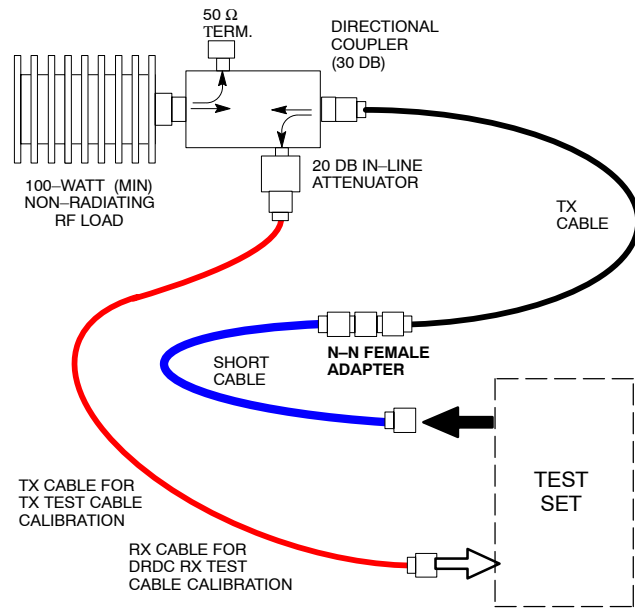 50 Ω
TERM.
DIRECTIONAL
COUPLER
(30 DB)
100–WATT (MIN)
NON–RADIATING
RF LOAD
20 DB IN–LINE
ATTENUATOR
TX
CABLE
N–N FEMALE
ADAPTER
SHORT
CABLE
TEST
SET
TX CABLE FOR
TX TEST CABLE
CALIBRATION
RX CABLE FOR
DRDC RX TEST
CABLE CALIBRATION